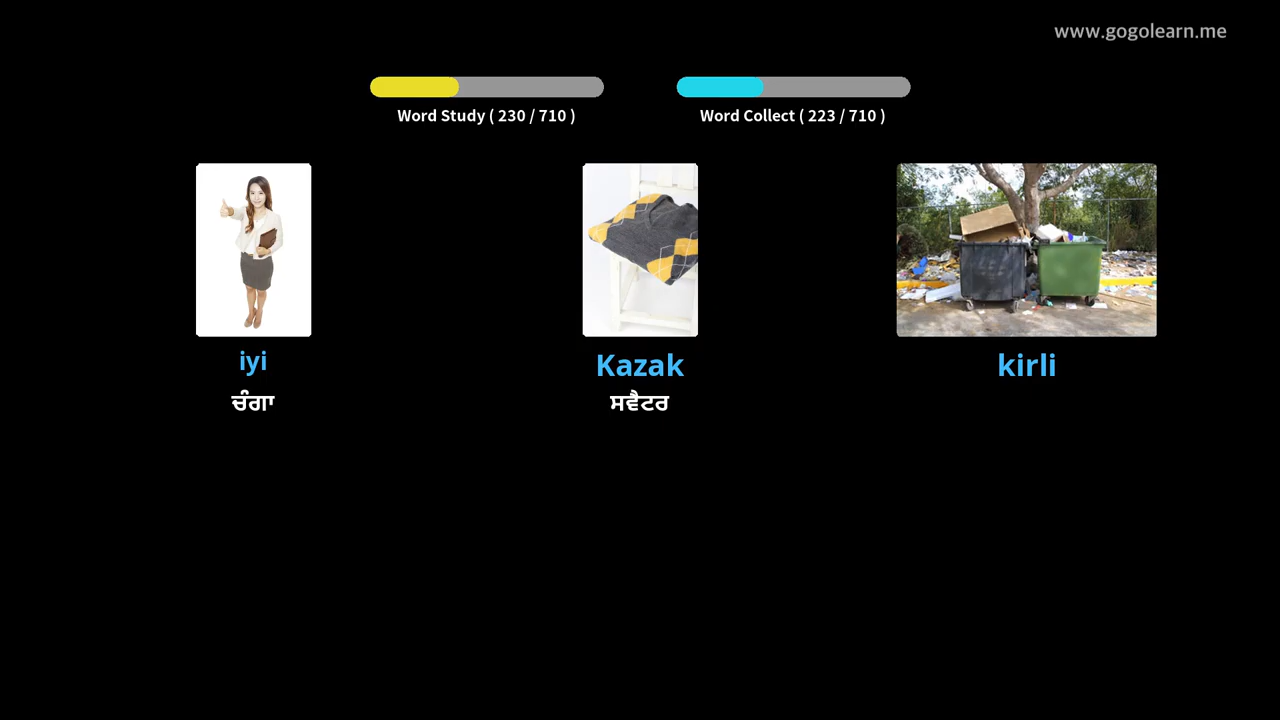 www.gogolearn.me
Word Study ( 230 / 710 )
Word Collect ( 223 / 710 )
iyi
ਚੰਗਾ
Kazak
ਸਵੈਟਰ
kirli